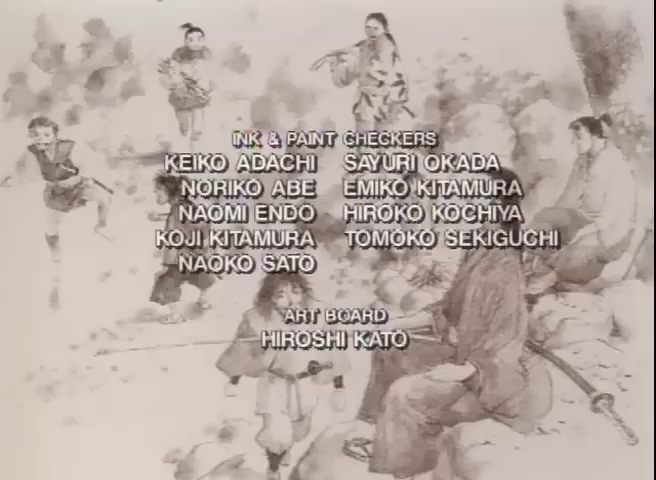 INK & PAINT CHECKERS
KEIKO ADACHI SAYURI OKADA
NORIKO ABE EMIKO KITAMURA
NAOMI ENDO HIROKO KOCHIYA
KOJI KITAMURA TOMOKO SEKIGUCHI
NAOKO SATO
ART BOARD
HIROSHI KATO